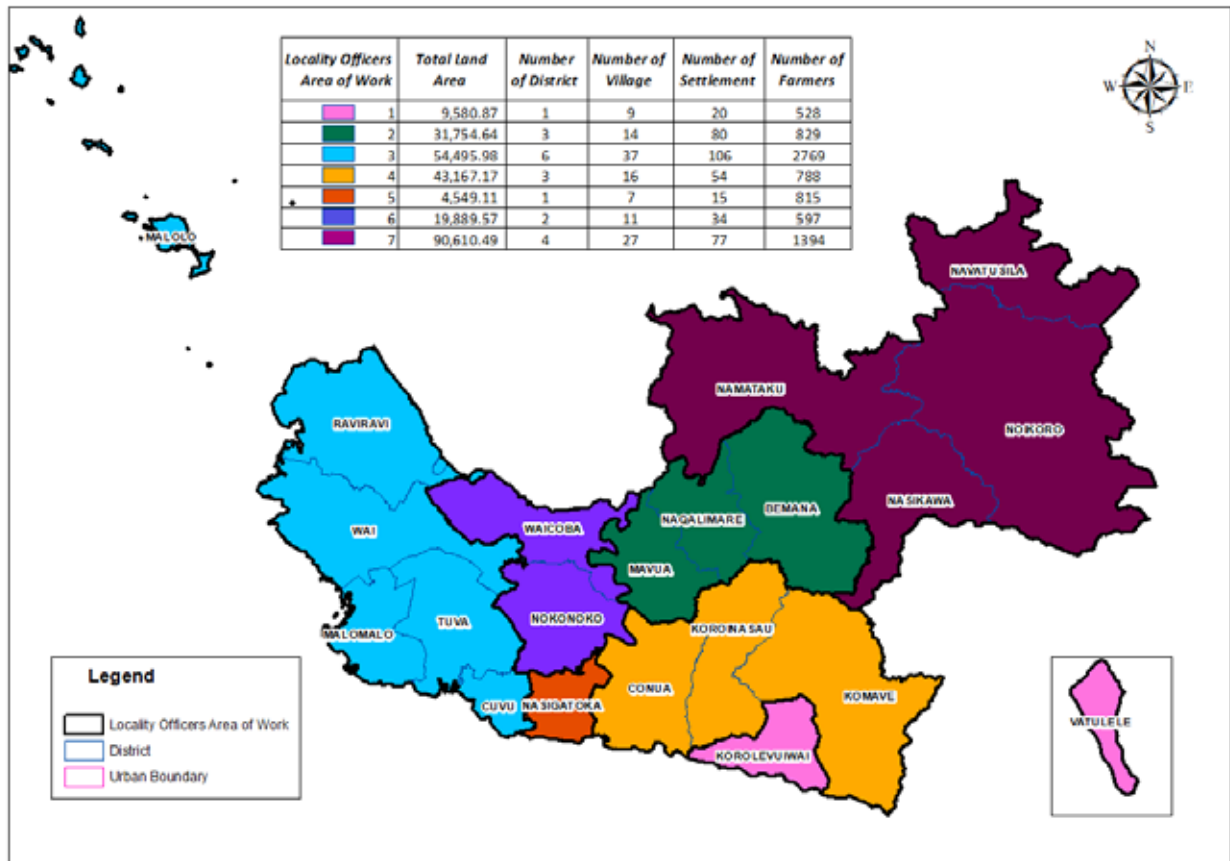 Locality Officers Area of Work Total Land Area Number of District Number of Village Number of Settlement Number of Farmers
1 9,580.87 1 9 20 528
2 31,754.64 3 14 80 829
3 54,495.98 6 37 106 2769
4 43,167.17 3 16 54 788
5 4,549.11 1 7 15 815
6 19,889.57 2 11 34 597
7 90,610.49 4 27 77 1394
N
W E
S
MALOLO
NAVATUSILA
NAMATAKU
RAVIRAVI
NOIKORO
NASIKAWA
BEMANA
NAQALIMARE
WAICOBA
WAI
MAVUA
NOKONOKO
TUVA
KOROINASAU
MALOMALO
CONUA
KOMAVE
CUVU
NASIGATOKA
KOROLEVUIWAI
VATULELE
Legend
Locality Officers Area of Work
District
Urban Boundary